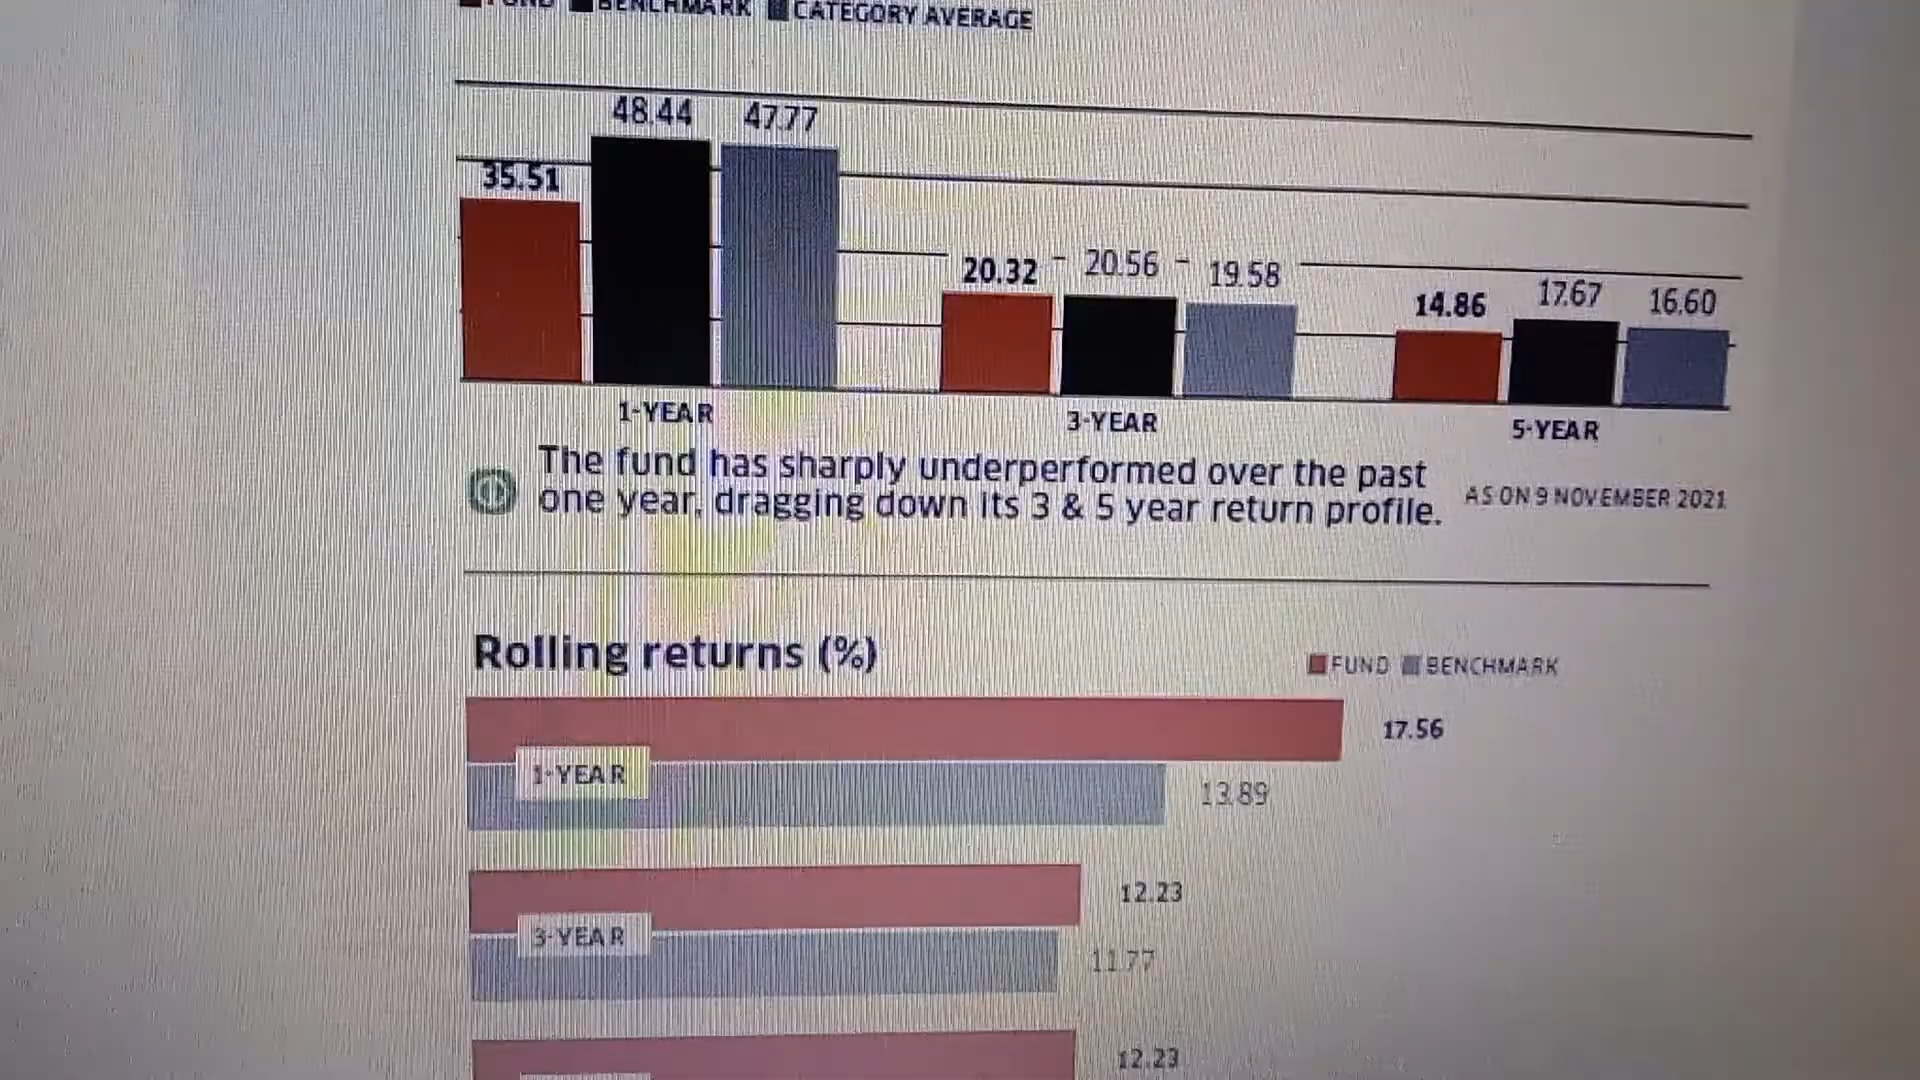 FUND BENCHMARK CATEGORY AVERAGE
48.44 47.77
35.51
20.32 20.56 19.58
14.86 17.67 16.60
1-YEAR 3-YEAR 5-YEAR
The fund has sharply underperformed over the past
one year, dragging down its 3 & 5 year return profile.
AS ON 9 NOVEMBER 2021
Rolling returns (%)
FUND BENCHMARK
17.56
1-YEAR
13.89
12.23
3-YEAR
11.77
12.23